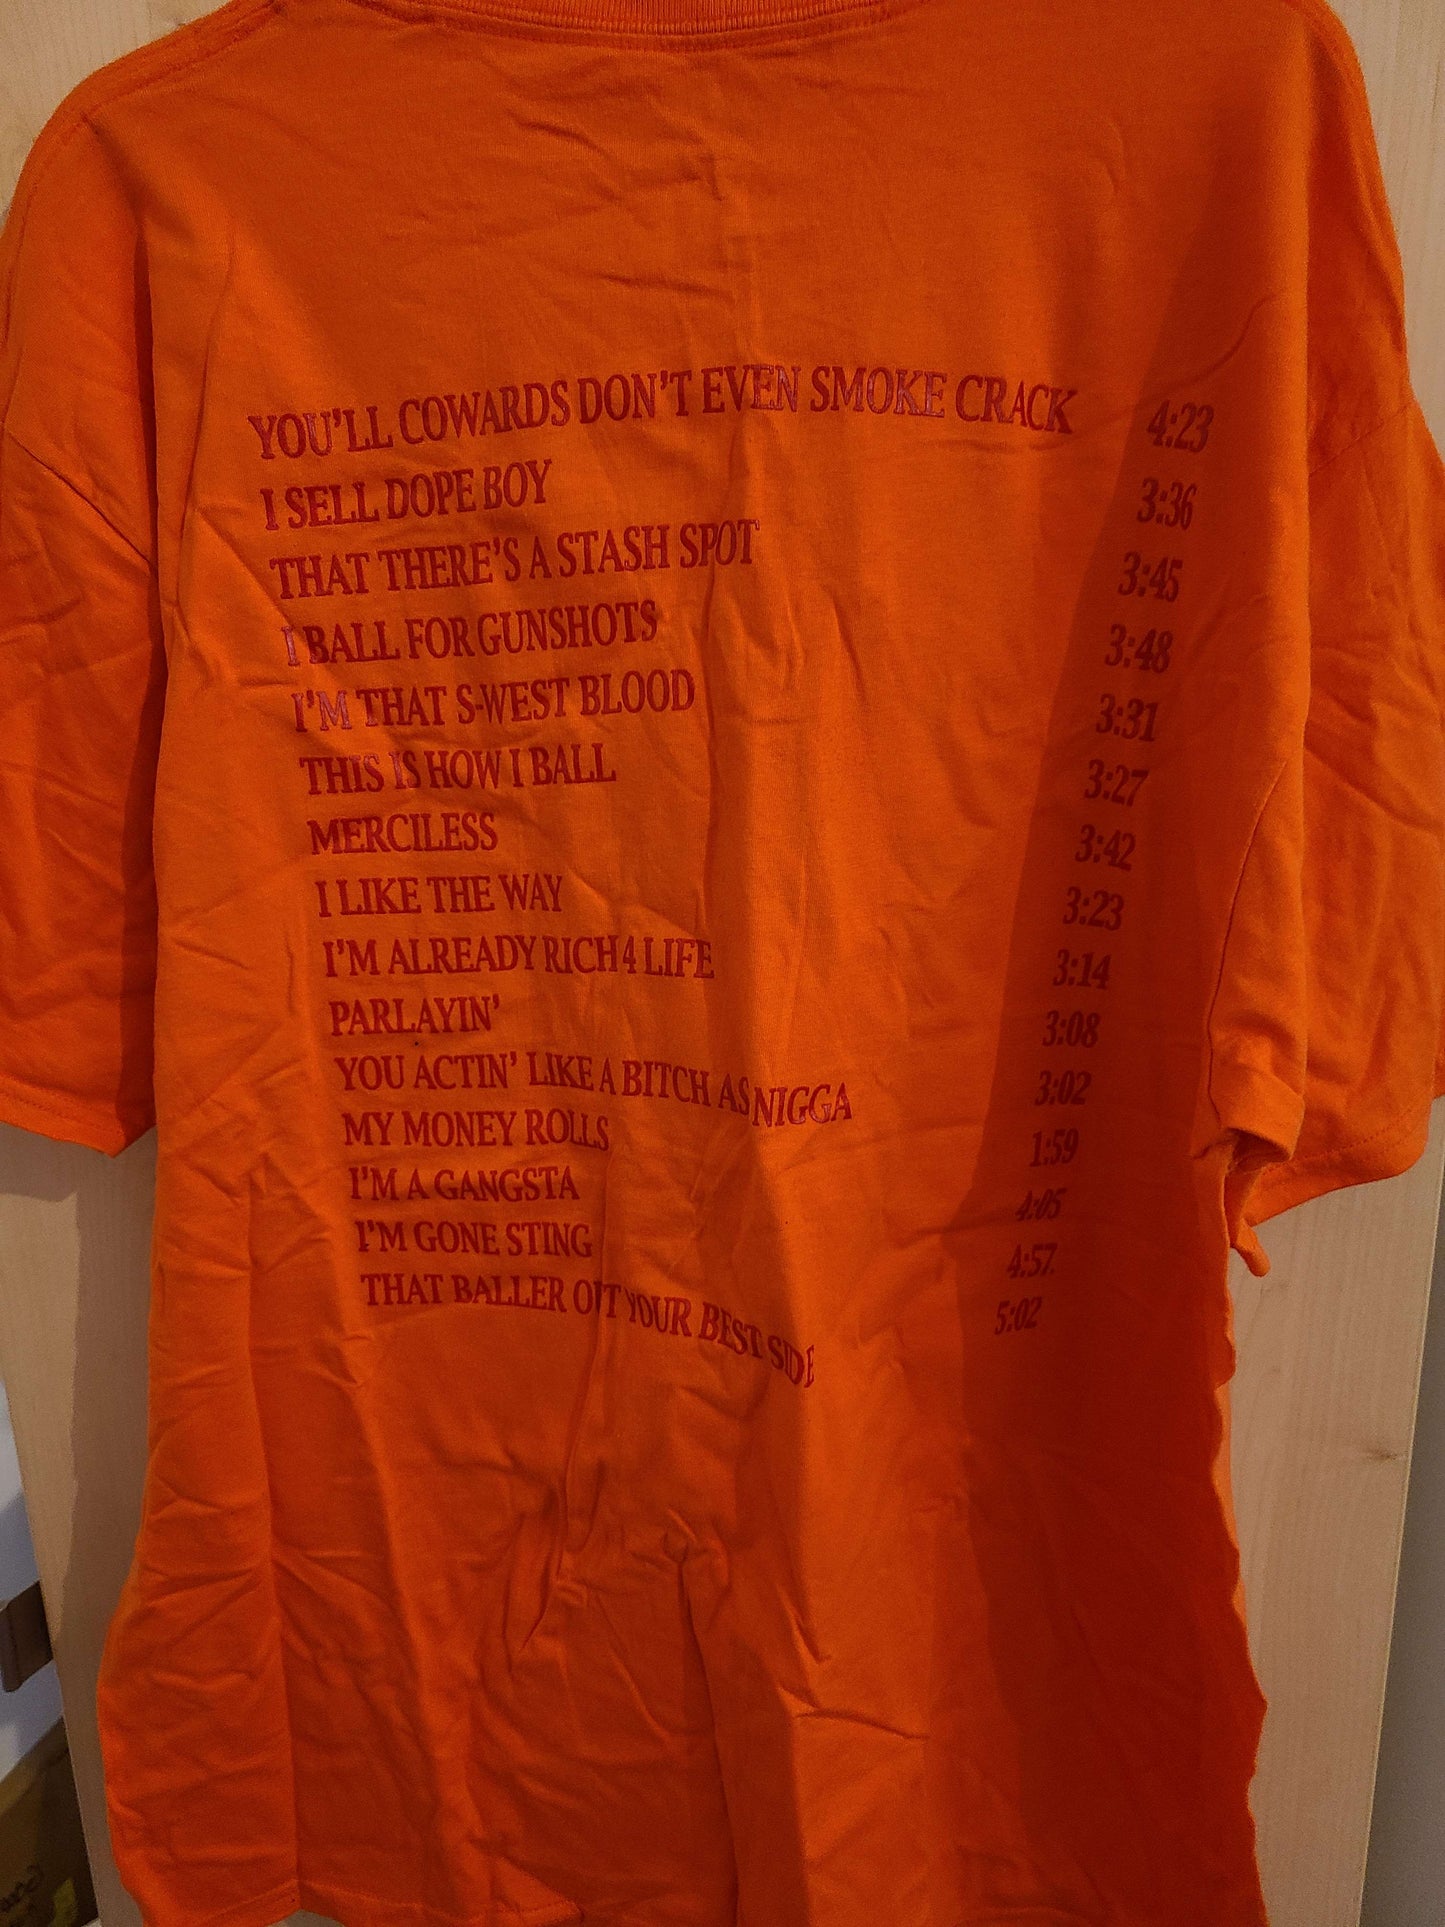 YOU'LL COWARDS DON'T EVEN SMOKE CRACK 4:23
I SELL DOPE BOY 3:36
THAT THERE'S A STASH SPOT 3:45
I BALL FOR GUNSHOTS 3:48
I'M THAT S-WEST BLOOD 3:31
THIS IS HOW I BALL 3:27
MERCILESS 3:42
I LIKE THE WAY 3:23
I'M ALREADY RICH 4 LIFE 3:14
PARLAYIN' 3:08
YOU ACTIN' LIKE A BITCH AS NIGGA 3:02
MY MONEY ROLLS 1:59
I'M A GANGSTA 4:05
I'M GONE STING 4:57
THAT BALLER OUT YOUR BEST SIDE 5:02